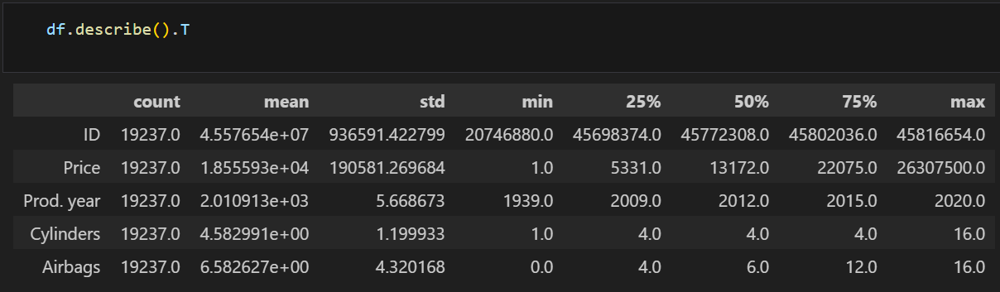 df.describe().T
count mean std min 25% 50% 75% max
ID 19237.0 4.557654e+07 936591.422799 20746880.0 45698374.0 45772308.0 45802036.0 45816654.0
Price 19237.0 1.855593e+04 190581.269684 1.0 5331.0 13172.0 22075.0 26307500.0
Prod. year 19237.0 2.010913e+03 5.668673 1939.0 2009.0 2012.0 2015.0 2020.0
Cylinders 19237.0 4.582991e+00 1.199933 1.0 4.0 4.0 4.0 16.0
Airbags 19237.0 6.582627e+00 4.320168 0.0 4.0 6.0 12.0 16.0